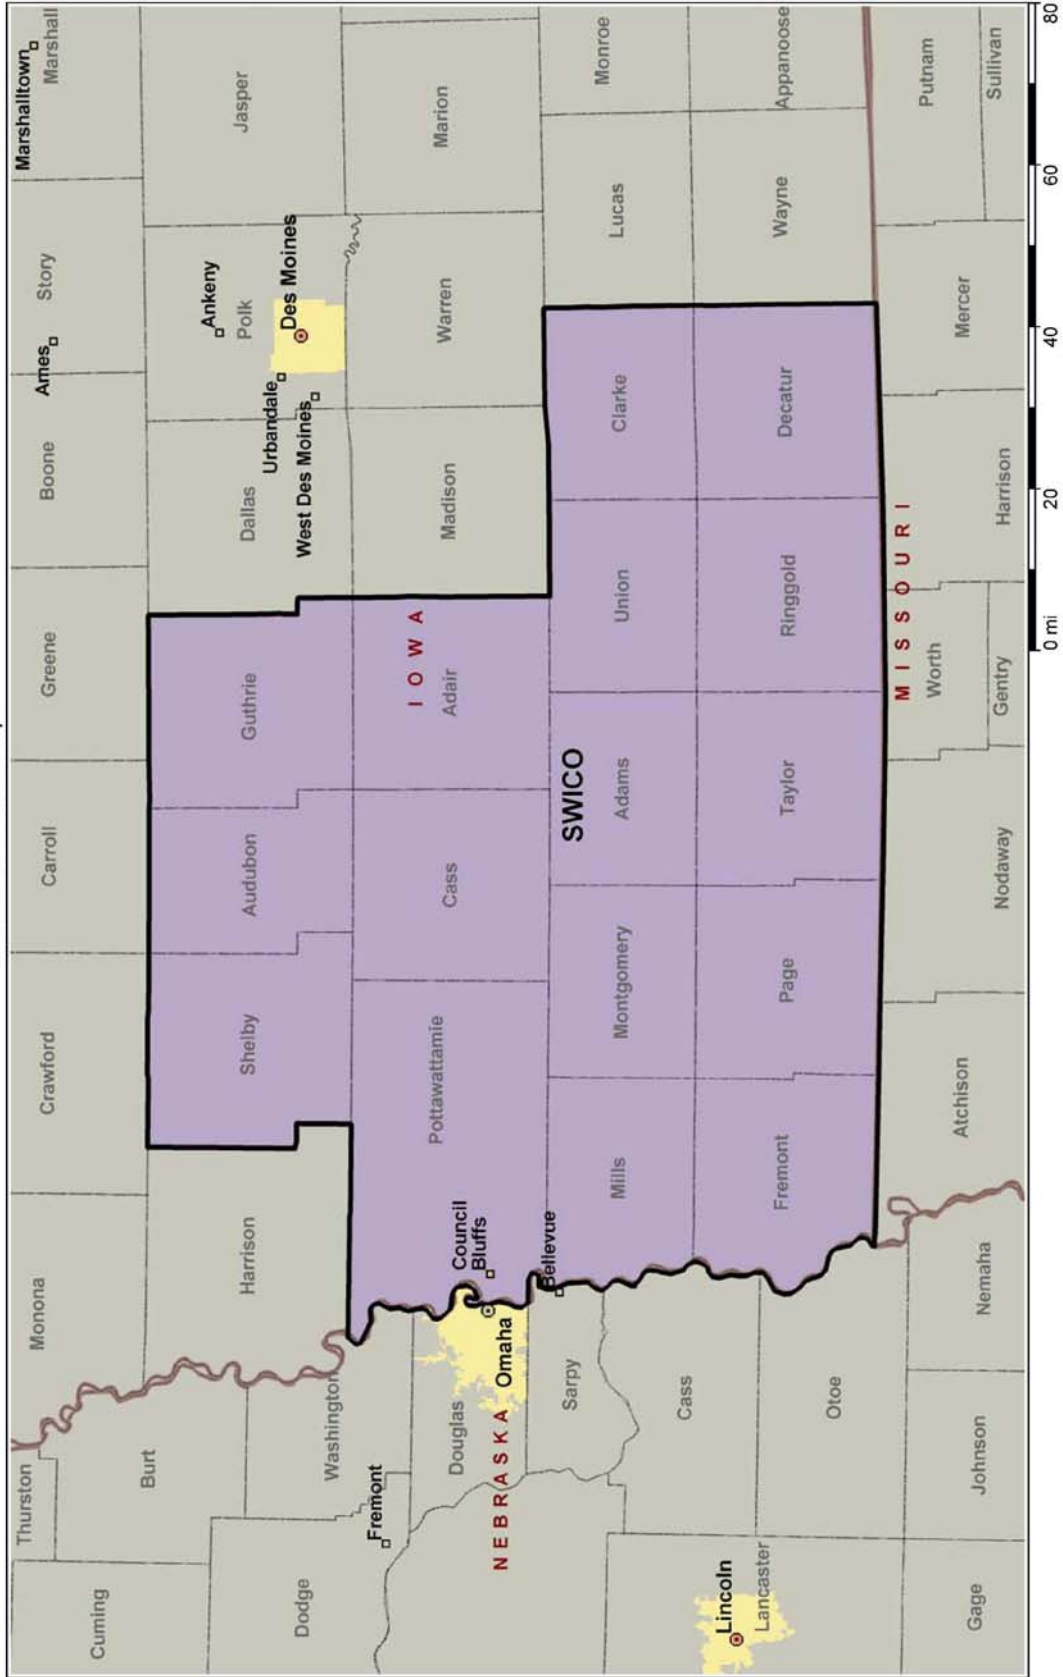 Thurston
Monona
Crawford
Carroll
Greene
Boone
Ames
Story
Marshalltown
Marshall
Cuming
Burt
Harrison
Shelby
Audubon
Guthrie
Dallas
Ankeny
Polk
Jasper
Dodge
Washington
Urbandale
Des Moines
West Des Moines
Fremont
IOWA
Douglas
Council
Bluffs
Pottawattamie
Cass
Adair
Madison
Warren
Marion
NEBRASKA
Omaha
Bellevue
Sarpy
SWICO
Mills
Montgomery
Adams
Union
Clarke
Lucas
Monroe
Cass
Lincoln
Lancaster
Otoe
Fremont
Page
Taylor
Ringgold
Decatur
Wayne
Appanoose
MISSOURI
Gage
Johnson
Nemaha
Atchison
Nodaway
Worth
Gentry
Harrison
Mercer
Putnam
Sullivan
0 mi 20 40 60 80